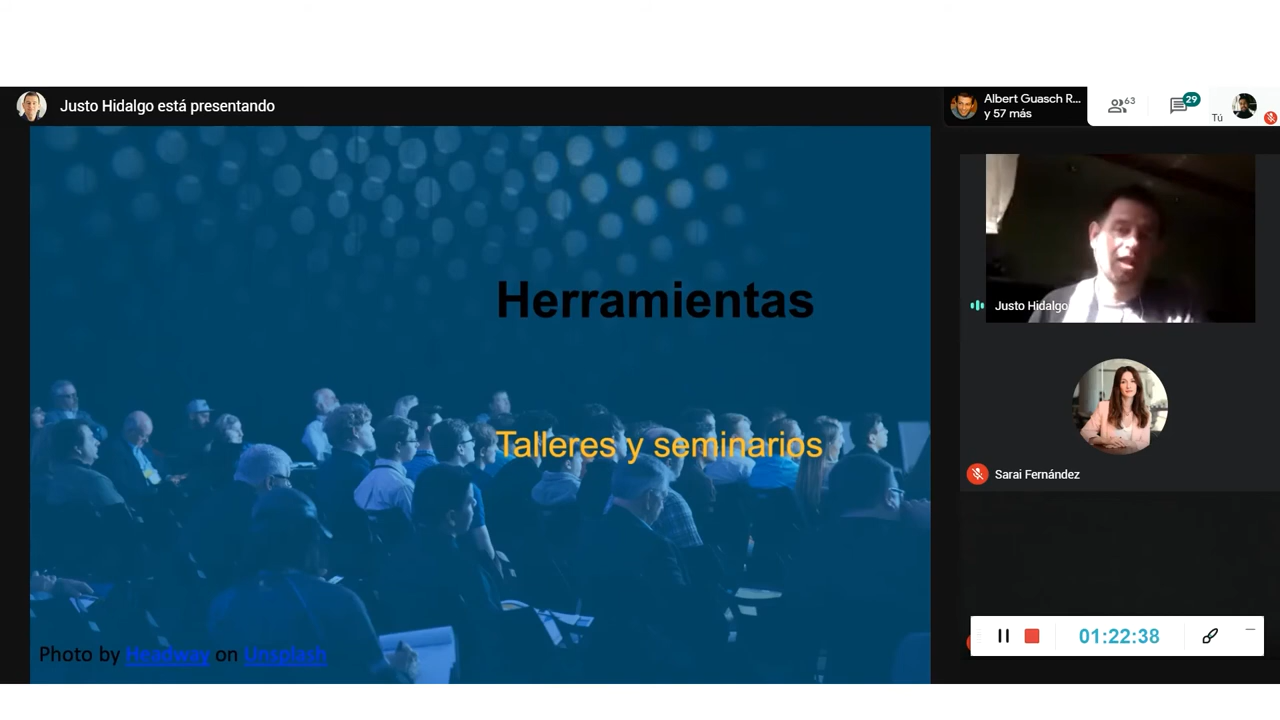 Justo Hidalgo está presentando
Albert Guasch R...
y 57 más
63
29
Tú
Herramientas
Talleres y seminarios
Photo by Headway on Unsplash
Justo Hidalgo
Sarai Fernández
01:22:38